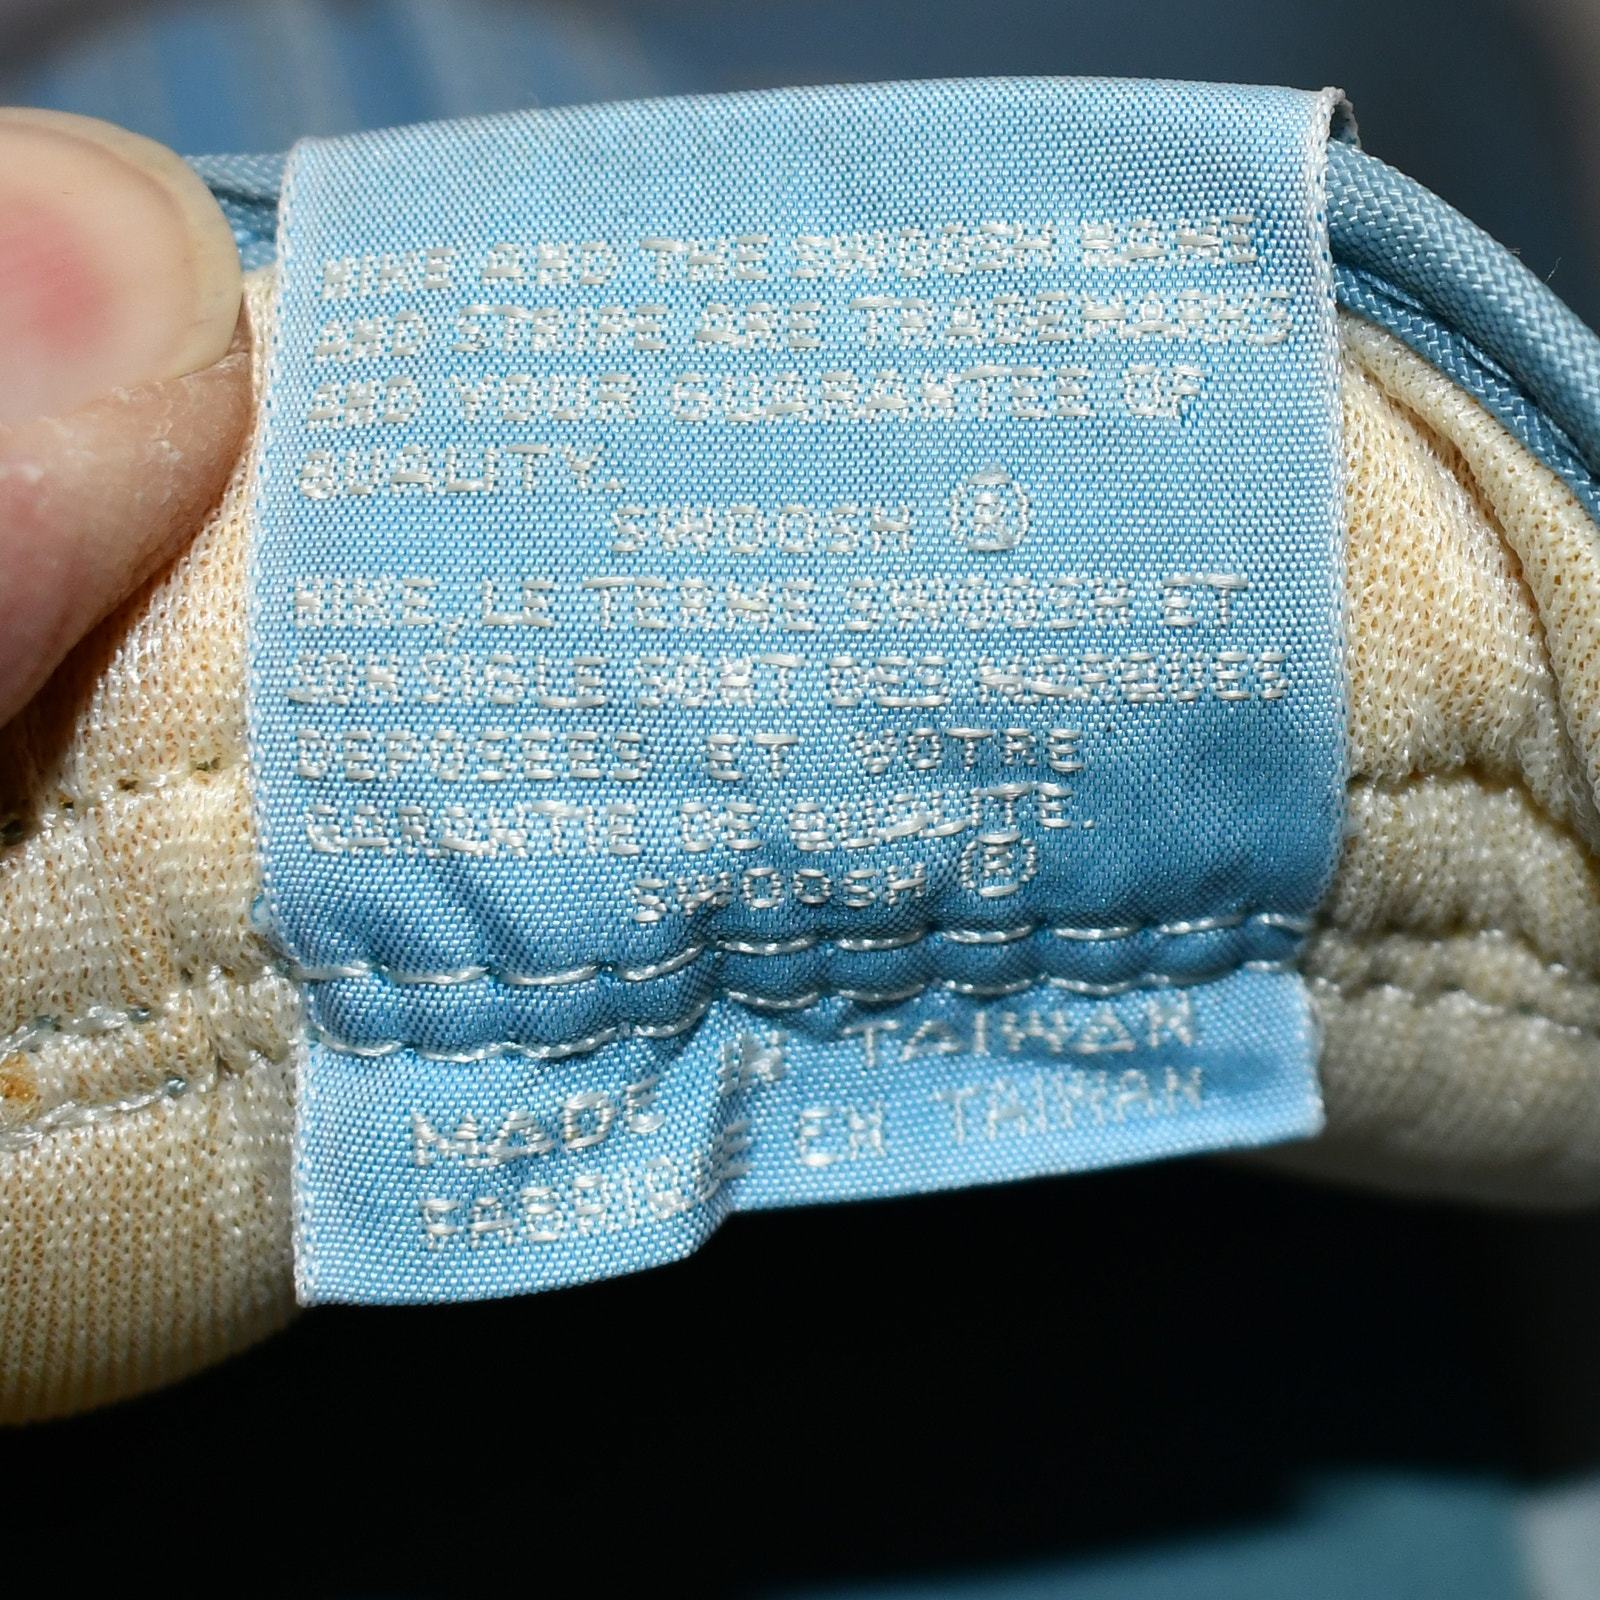 NIKE AND THE SWOOSH NAME
AND STRIPE ARE TRADEMARKS
AND YOUR GUARANTEE OF
QUALITY.
SWOOSH ®
NIKE, LE TERME SWOOSH ET
SON SIGLE SONT DES MARQUES
DEPOSEES ET VOTRE
GARANTIE DE QUALITE.
SWOOSH ®
MADE IN TAIWAN
FABRIQUE EN TAIWAN